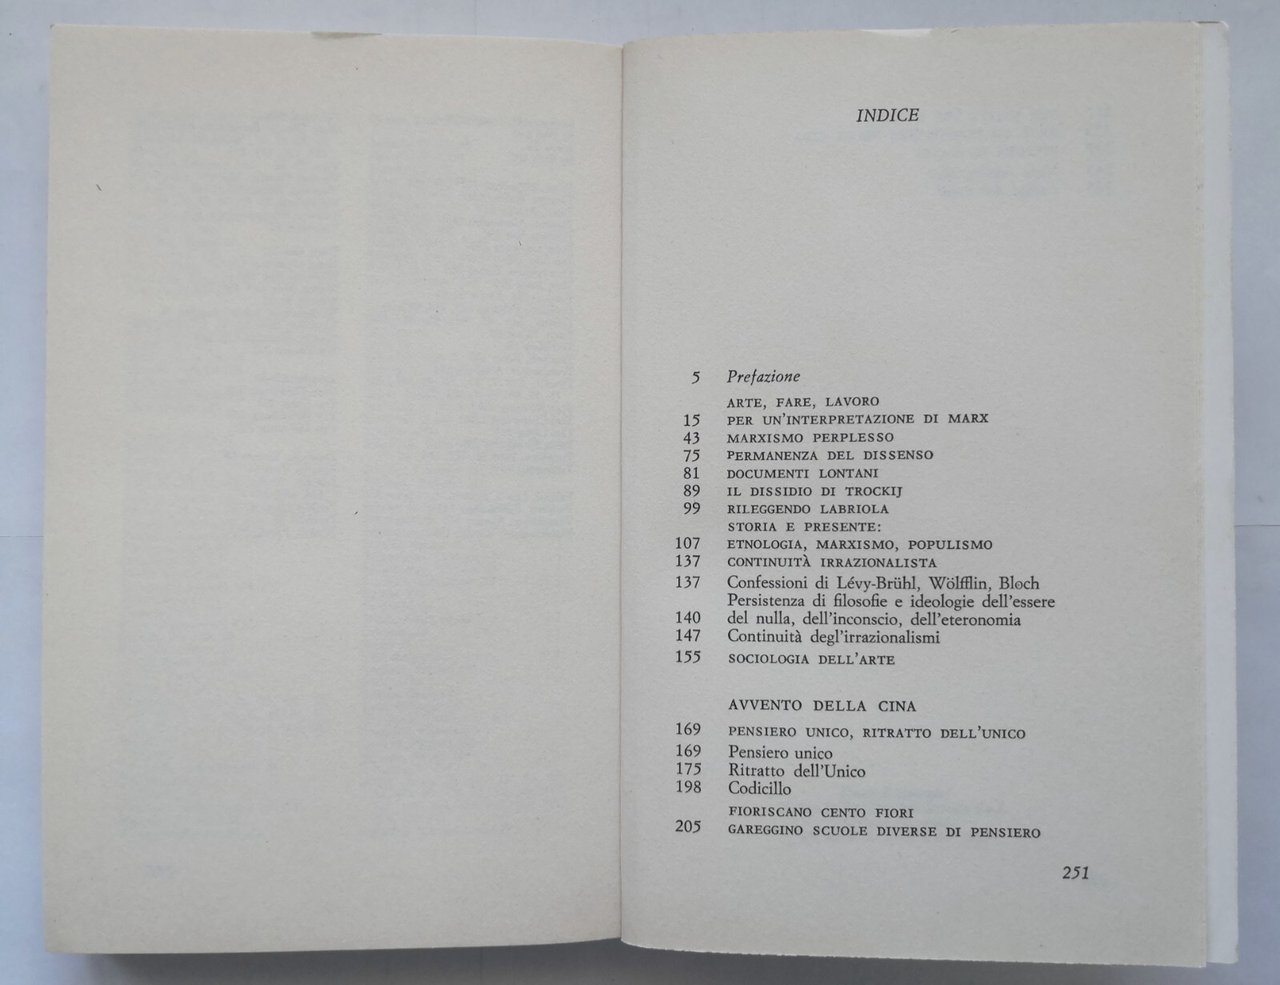 INDICE
5 Prefazione
ARTE, FARE, LAVORO
15 PER UN'INTERPRETAZIONE DI MARX
43 MARXISMO PERPLESSO
75 PERMANENZA DEL DISSENSO
81 DOCUMENTI LONTANI
89 IL DISSIDIO DI TROCKIJ
99 RILEGGENDO LABRIOLA
STORIA E PRESENTE:
107 ETNOLOGIA, MARXISMO, POPULISMO
137 CONTINUITÀ IRRAZIONALISTA
137 Confessioni di Lévy-Brühl, Wölfflin, Bloch
Persistenza di filosofie e ideologie dell'essere
140 del nulla, dell'inconscio, dell'eteronomia
147 Continuità degl'irrazionalismi
155 SOCIOLOGIA DELL'ARTE
AVVENTO DELLA CINA
169 PENSIERO UNICO, RITRATTO DELL'UNICO
169 Pensiero unico
175 Ritratto dell'Unico
198 Codicillo
FIORISCANO CENTO FIORI
205 GAREGGINO SCUOLE DIVERSE DI PENSIERO
251